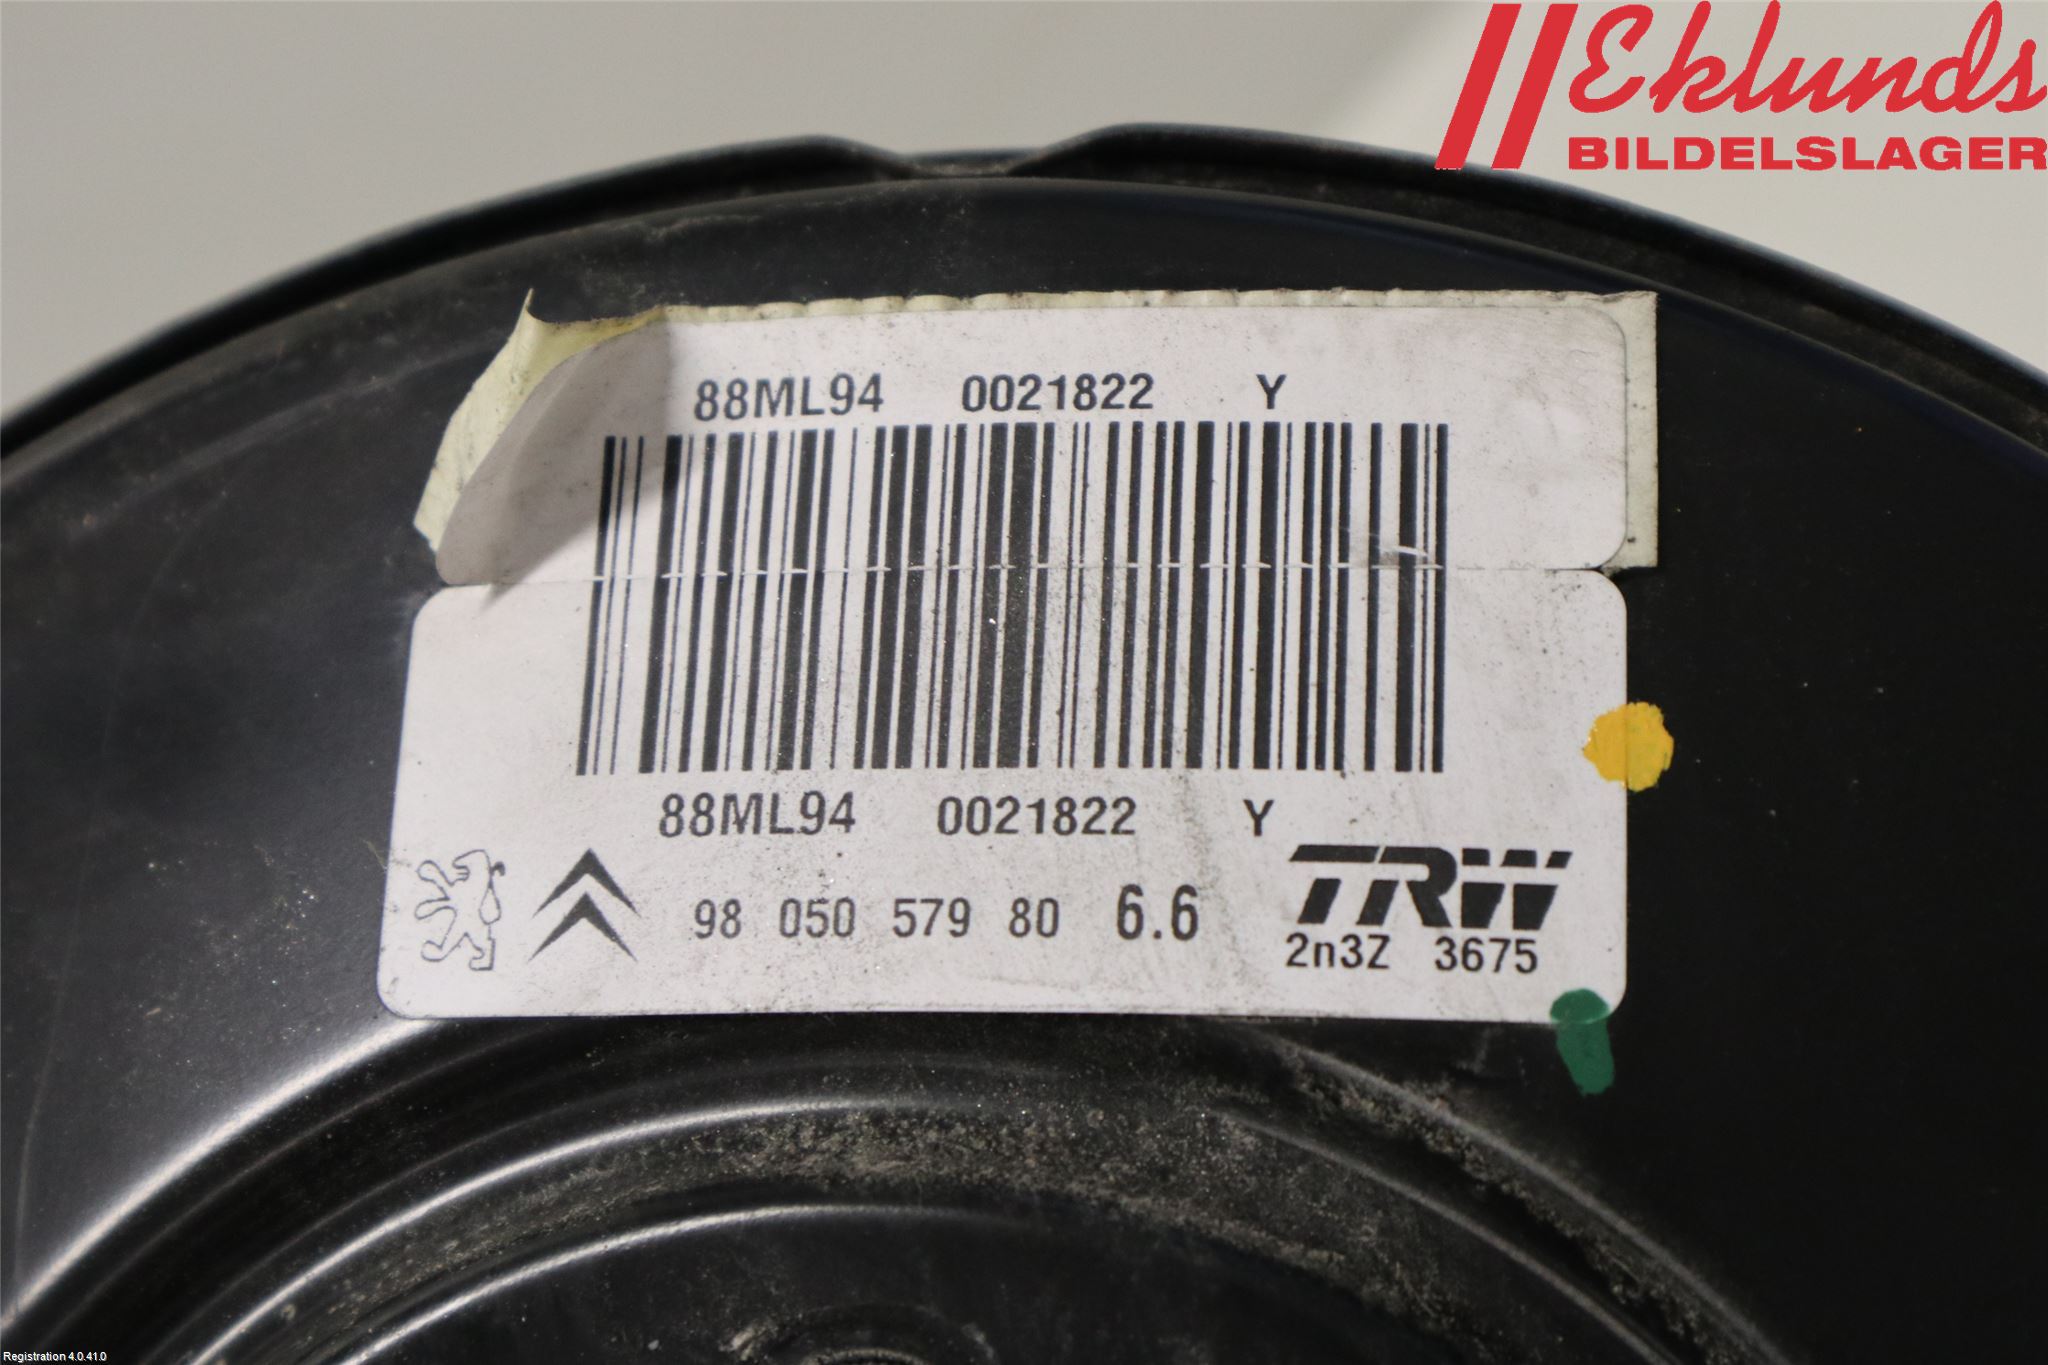 Eklunds
BILDELSLAGER
88ML94 0021822 Y
88ML94 0021822 Y
98 050 579 80 6.6 TRW
2n3Z 3675
Registration 4.0.41.0